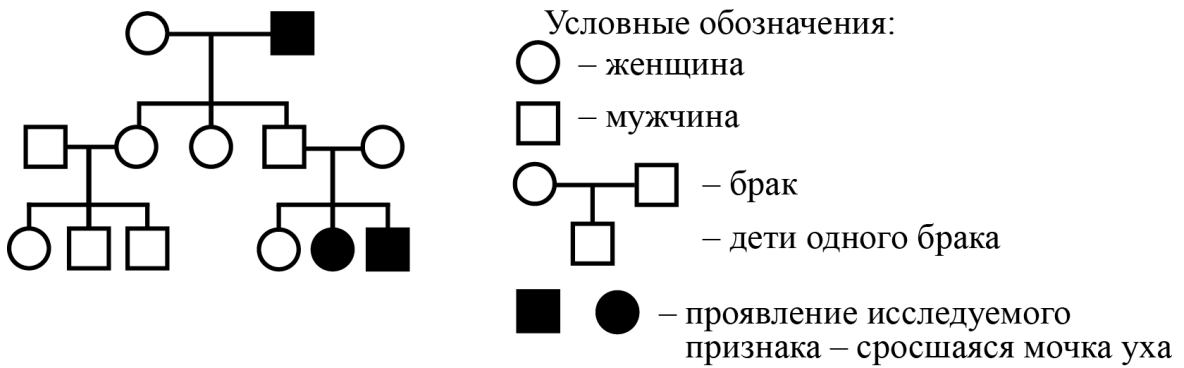 Условные обозначения:
– женщина
– мужчина
– брак
– дети одного брака
– проявление исследуемого
признака – сросшаяся мочка уха